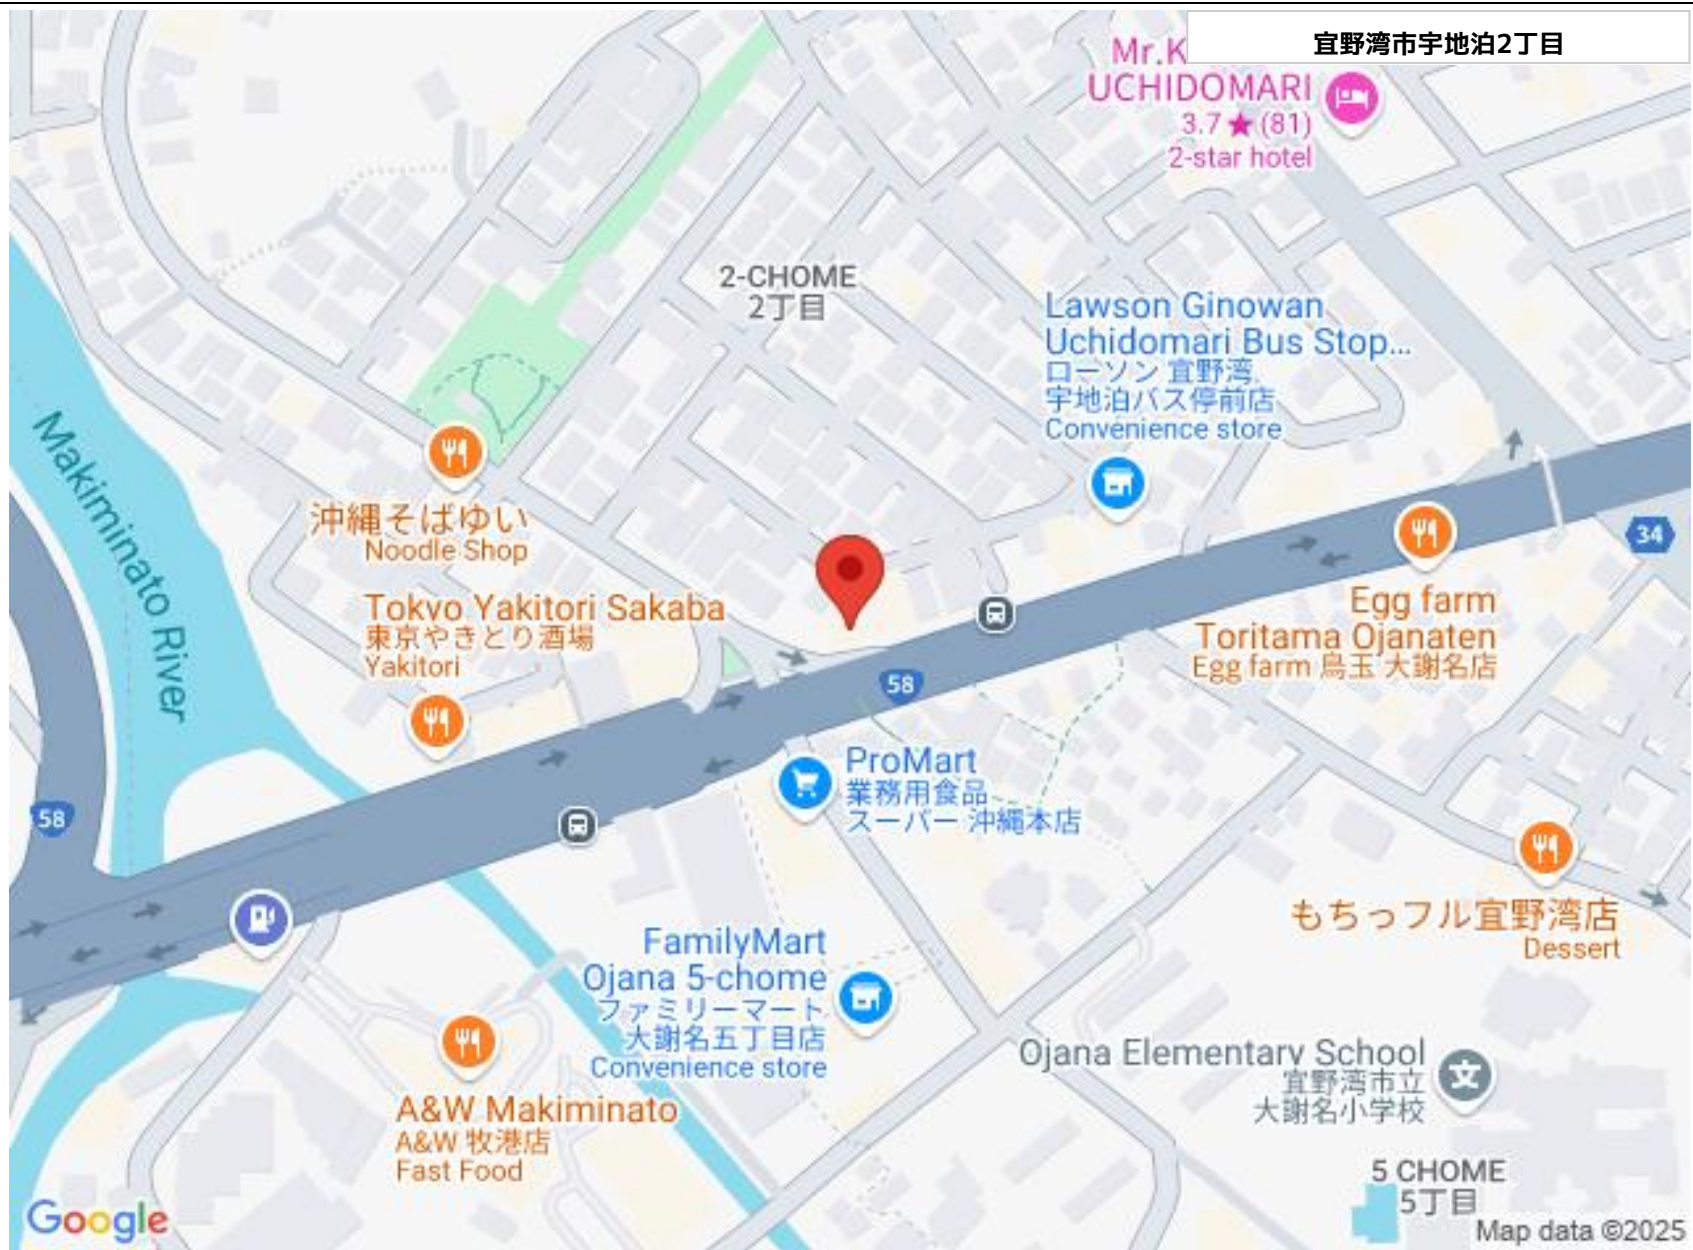 宜野湾市宇地泊2丁目
Mr.K
UCHIDOMARI
3.7★(81)
2-star hotel
2-CHOME
2丁目
Lawson Ginowan
Uchidomari Bus Stop...
ローソン 宜野湾
宇地泊バス停前店
Convenience store
Makiminato River
沖縄そばゆい
Noodle Shop
34
Tokyo Yakitori Sakaba
東京やきとり酒場
Yakitori
Egg farm
Toritama Ojanaten
Egg farm 鳥玉 大謝名店
58
ProMart
業務用食品
スーパー 沖縄本店
58
もちっフル宜野湾店
Dessert
FamilyMart
Ojana 5-chome
ファミリーマート
大謝名五丁目店
Convenience store
Ojana Elementary School
宜野湾市立
大謝名小学校
文
A&W Makiminato
A&W 牧港店
Fast Food
5 CHOME
5丁目
Google
Map data ©2025